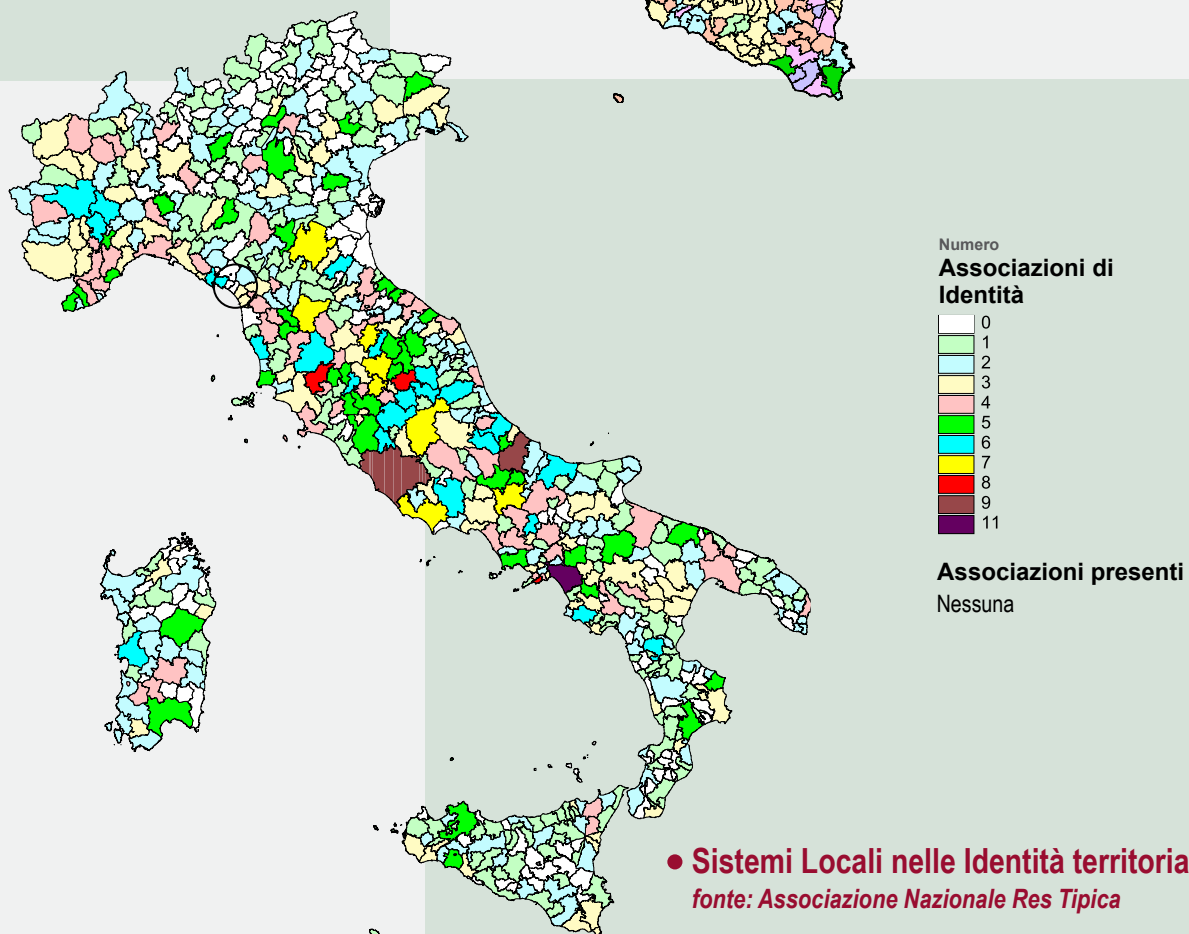 Numero
Associazioni di
Identità
0
1
2
3
4
5
6
7
8
9
11
Associazioni presenti
Nessuna
• Sistemi Locali nelle Identità territoria
fonte: Associazione Nazionale Res Tipica